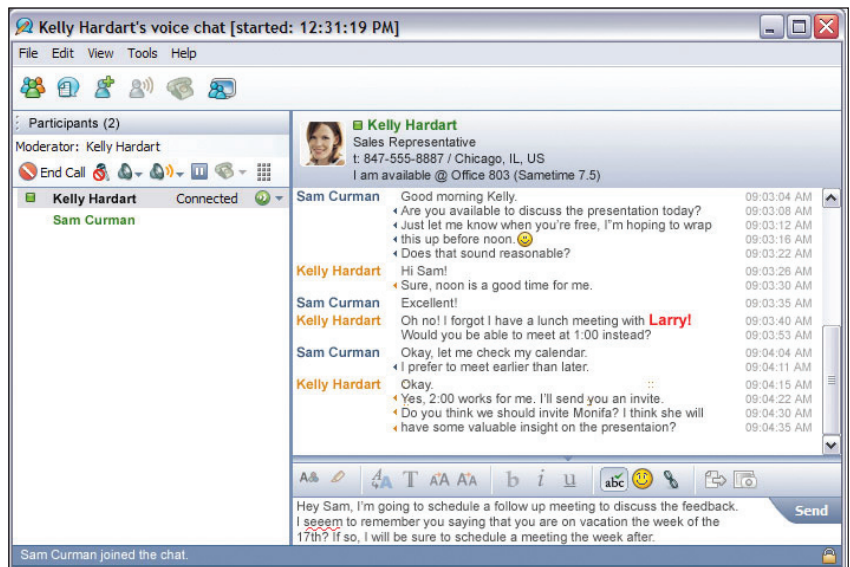 Kelly Hardart's voice chat [started: 12:31:19 PM]
File Edit View Tools Help
Participants (2)
Moderator: Kelly Hardart
End Call
Kelly Hardart Connected
Sam Curman
Kelly Hardart
Sales Representative
t: 847-555-8887 / Chicago, IL, US
I am available @ Office 803 (Sametime 7.5)
Sam Curman Good morning Kelly. 09:03:04 AM
Are you available to discuss the presentation today? 09:03:08 AM
Just let me know when you're free, I"m hoping to wrap 09:03:12 AM
this up before noon. 09:03:16 AM
Does that sound reasonable? 09:03:22 AM
Kelly Hardart Hi Sam! 09:03:26 AM
Sure, noon is a good time for me. 09:03:30 AM
Sam Curman Excellent! 09:03:35 AM
Kelly Hardart Oh no! I forgot I have a lunch meeting with Larry! 09:03:40 AM
Would you be able to meet at 1:00 instead? 09:03:53 AM
Sam Curman Okay, let me check my calendar. 09:04:04 AM
I prefer to meet earlier than later. 09:04:11 AM
Kelly Hardart Okay. 09:04:15 AM
Yes, 2:00 works for me. I'll send you an invite. 09:04:22 AM
Do you think we should invite Monifa? I think she will 09:04:30 AM
have some valuable insight on the presentaion? 09:04:35 AM
A& A A T A A A A b i u abc
Hey Sam, I'm going to schedule a follow up meeting to discuss the feedback.
I seeem to remember you saying that you are on vacation the week of the
17th? If so, I will be sure to schedule a meeting the week after.
Send
Sam Curman joined the chat.